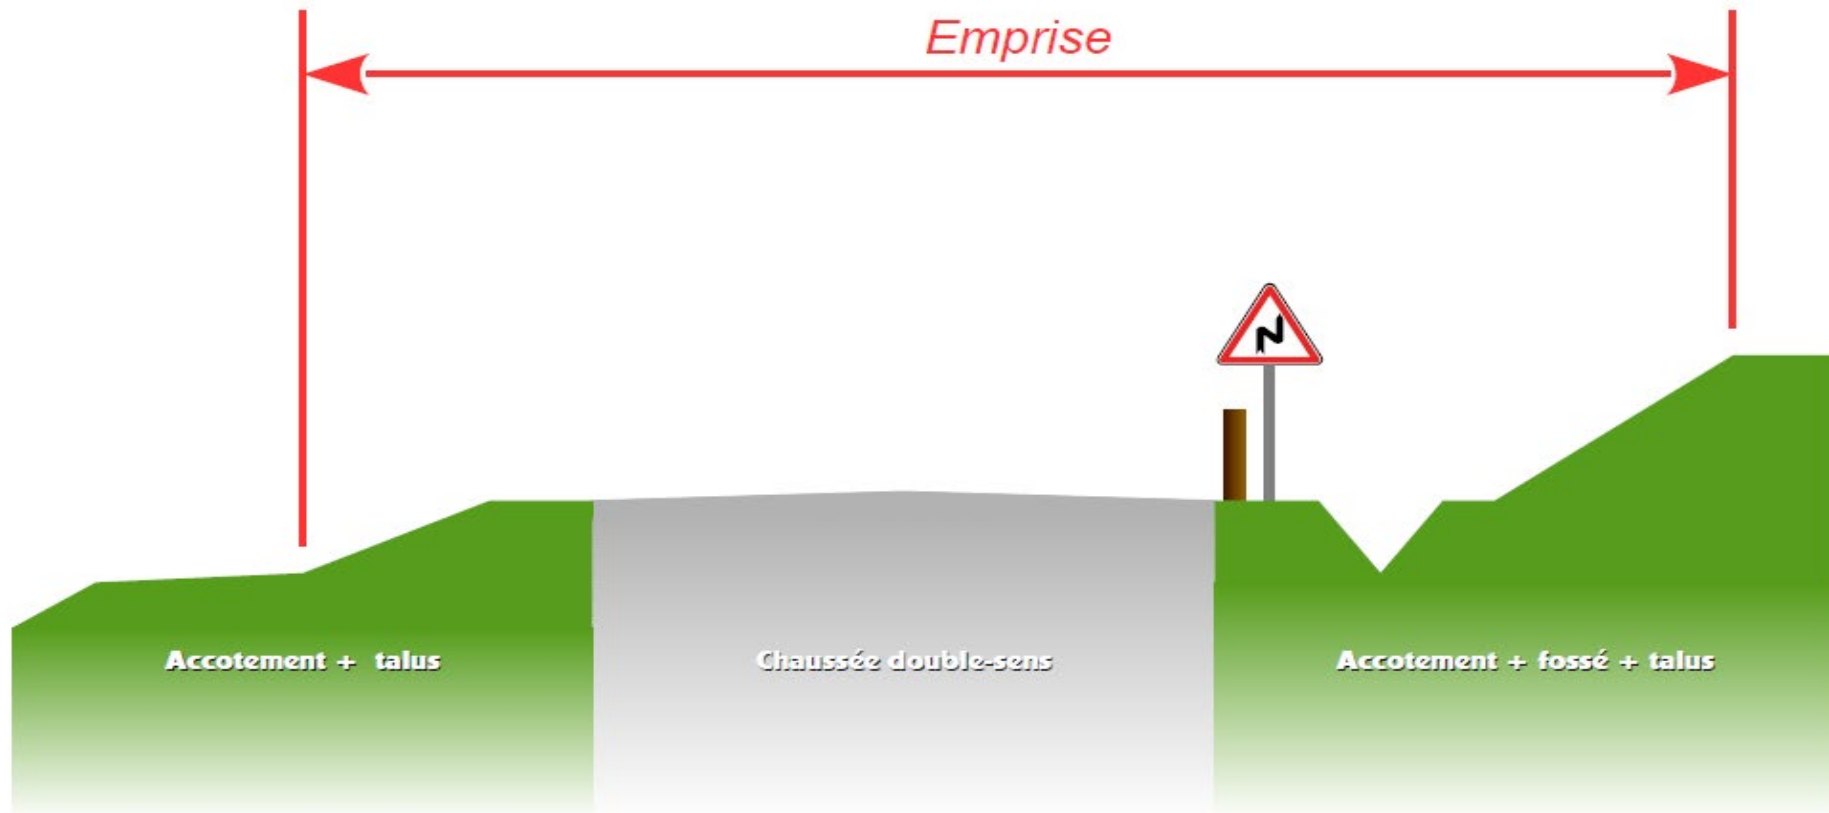 Emprise
Accotement + talus
Chaussée double-sens
Accotement + fossé + talus